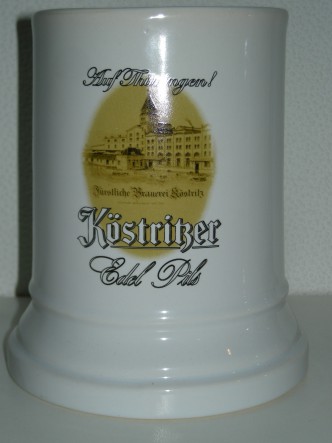 Auf Thüringen!
Fürstliche Brauerei Köstritz
Köstritzer
Edel Pils